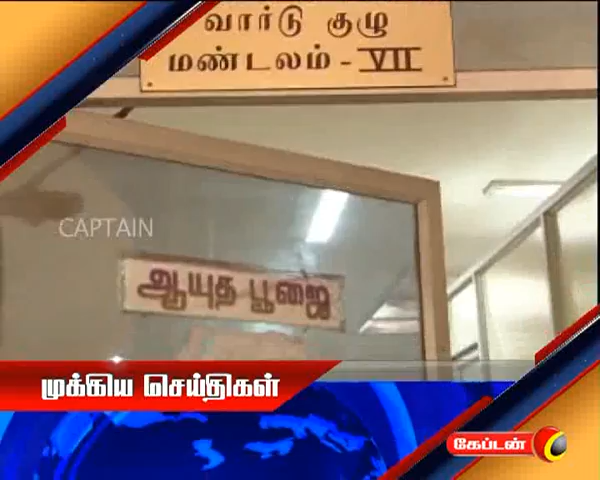 வார்டு குழு
மண்டலம் - VII
CAPTAIN
ஆயுத பூஜை
முக்கிய செய்திகள்
கேப்டன்